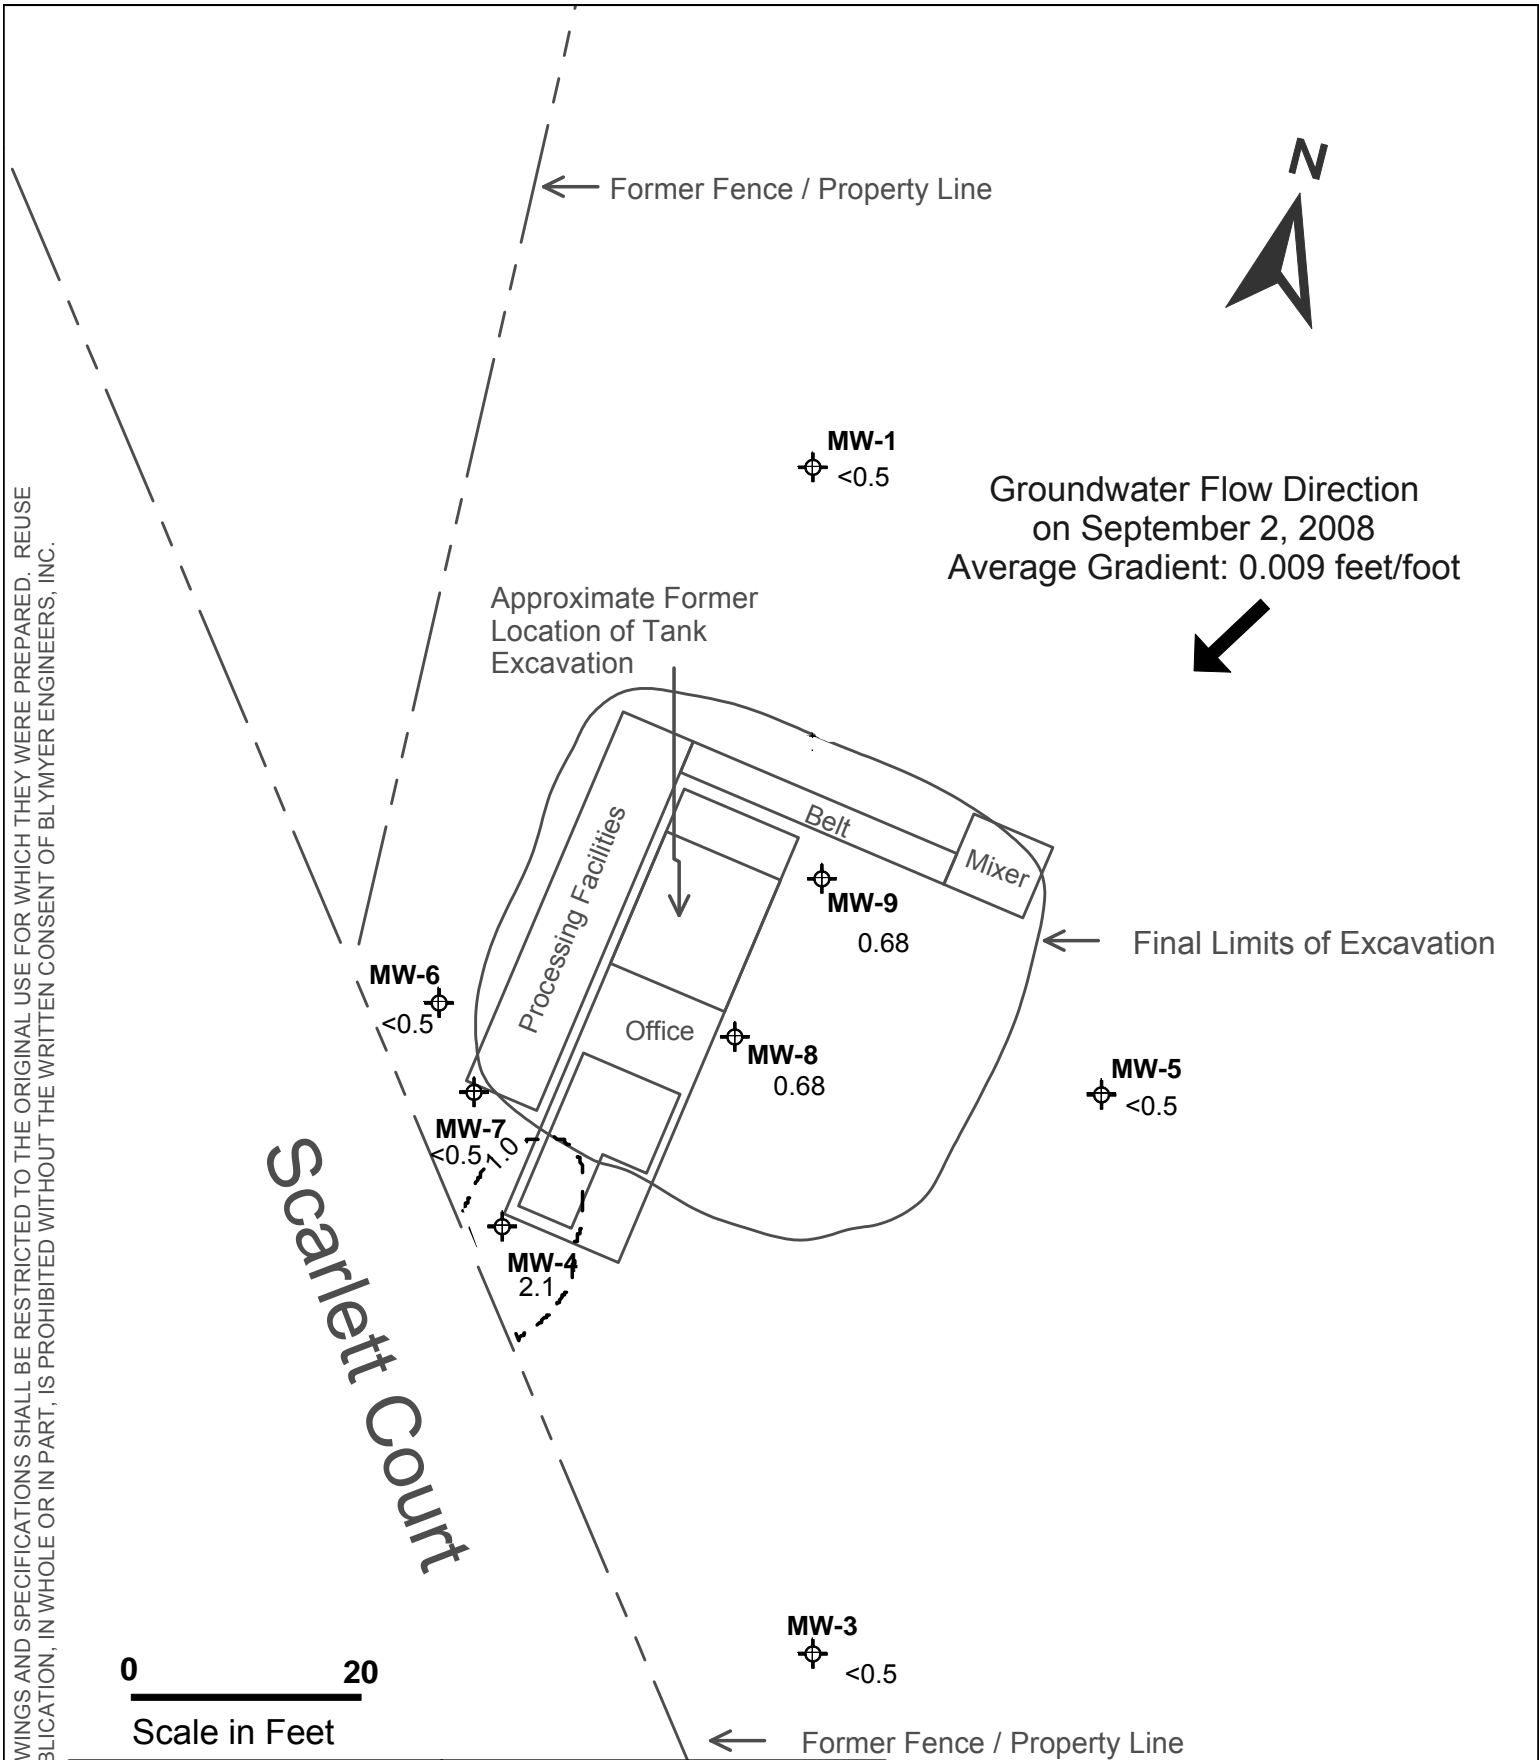 N
Former Fence / Property Line
MW-1
<0.5
Groundwater Flow Direction
on September 2, 2008
Average Gradient: 0.009 feet/foot
Approximate Former
Location of Tank
Excavation
Belt
Mixer
Processing Facilities
MW-9
0.68
Final Limits of Excavation
MW-6
<0.5
Office
MW-8
0.68
MW-5
<0.5
MW-7
<0.5
1.0
MW-4
2.1
Scarlett Court
MW-3
<0.5
0 20
Scale in Feet
Former Fence / Property Line
WINGS AND SPECIFICATIONS SHALL BE RESTRICTED TO THE ORIGINAL USE FOR WHICH THEY WERE PREPARED. REUSE
BLICATION, IN WHOLE OR IN PART, IS PROHIBITED WITHOUT THE WRITTEN CONSENT OF BLYMYER ENGINEERS, INC.